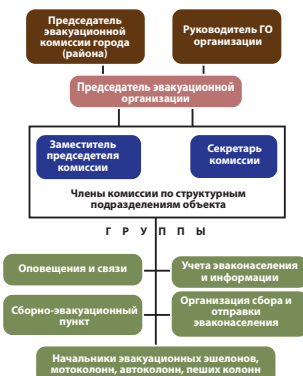 Председатель
эвакуационной
комиссии города
(района)
Руководитель ГО
организации
Председатель эвакуационной
организации
Заместитель
председетеля
комиссии
Секретарь
комиссии
Члены комиссии по структурным
подразделениям объекта
Г Р У П П Ы
Оповещения и связи
Учета эваконаселения
и информации
Сборно-эвакуационный
пункт
Организация сбора и
отправки
эваконаселения
Начальники эвакуационных эшелонов,
мотоколонн, автоколонн, пеших колонн